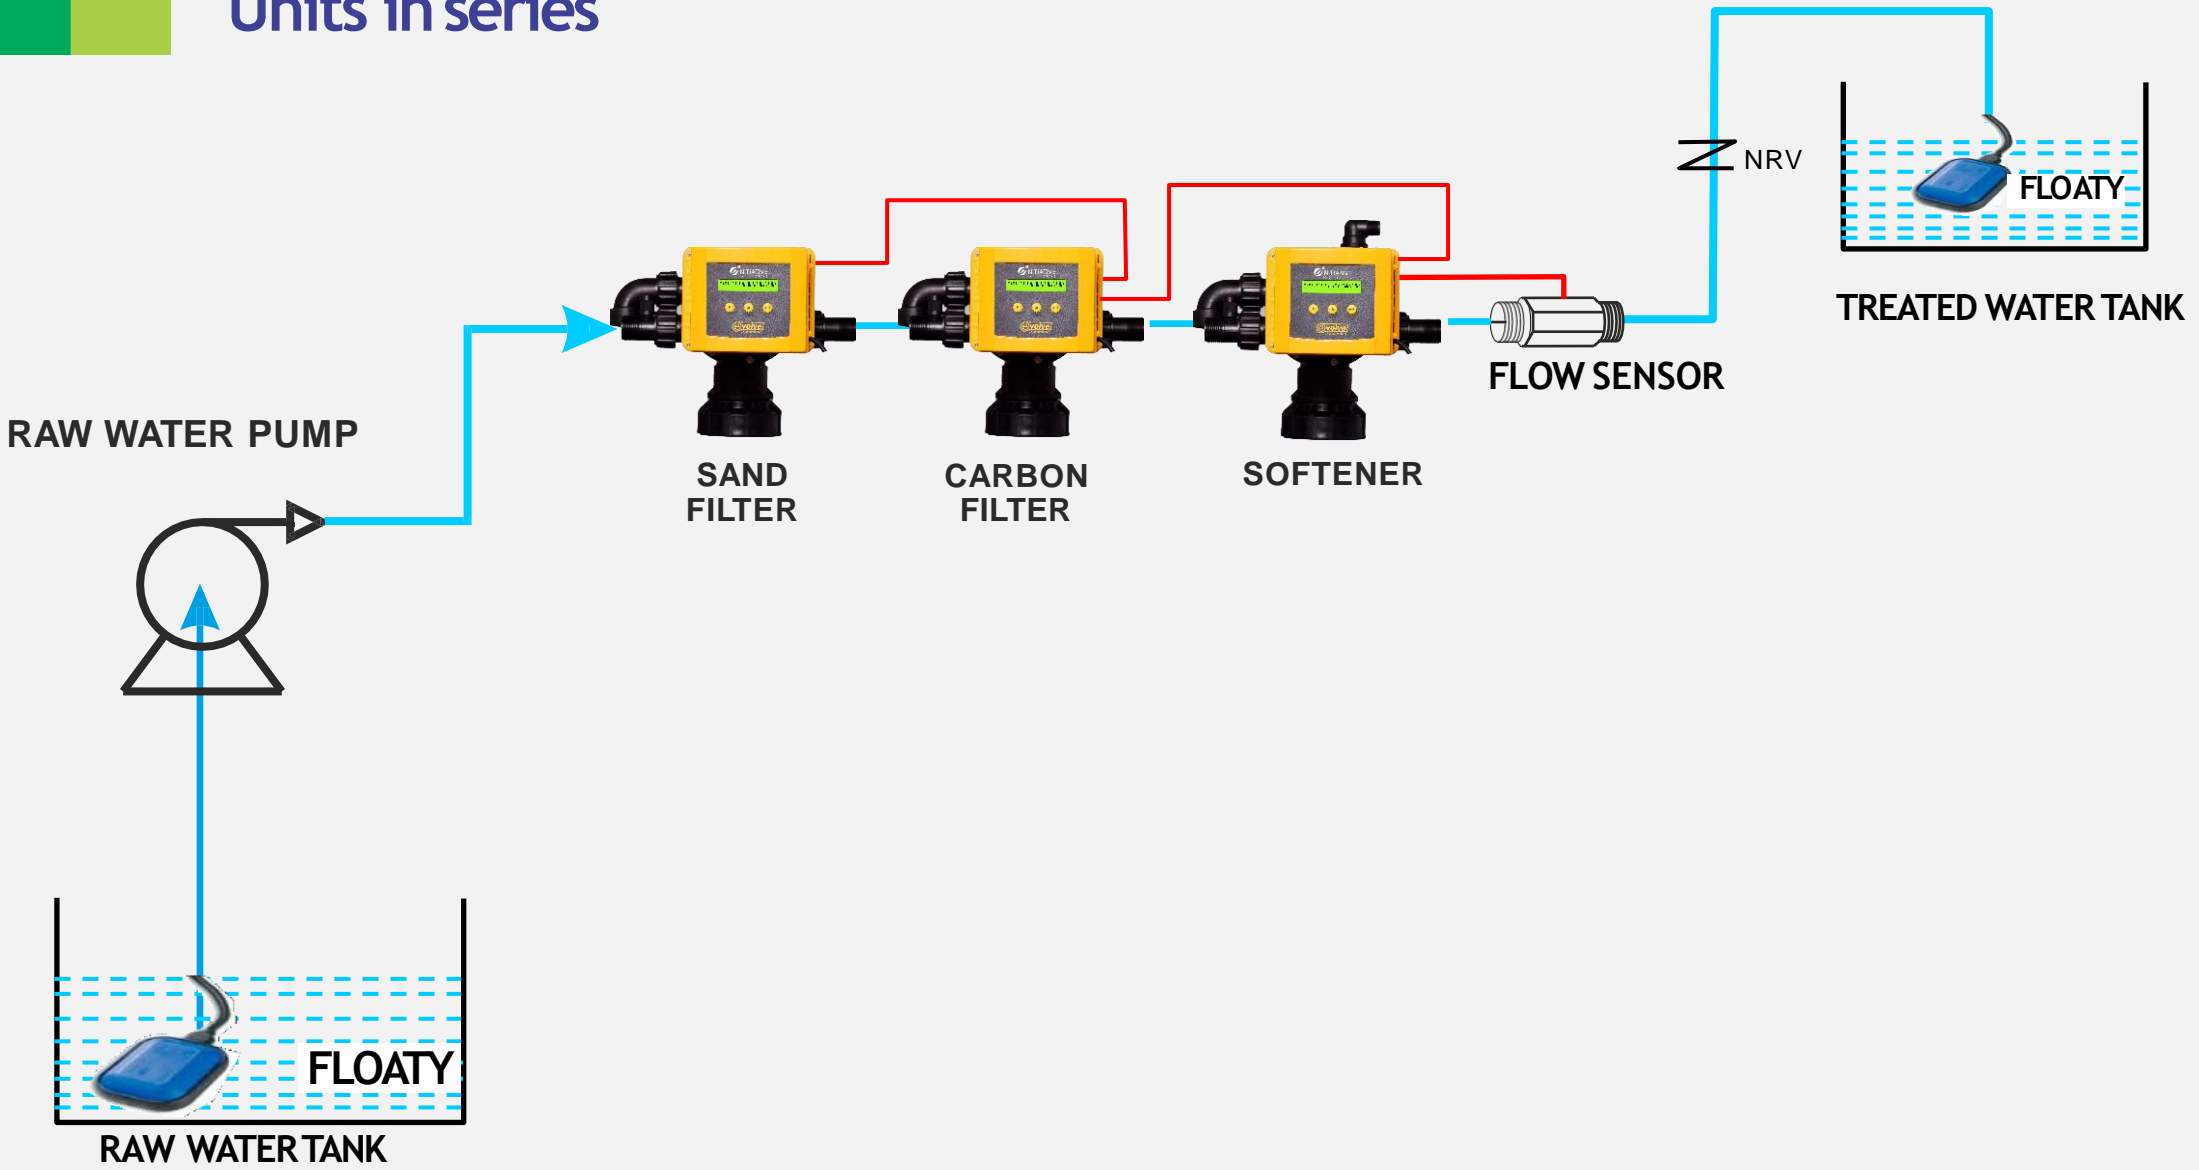 Units in series
NRV
FLOATY
TREATED WATER TANK
FLOW SENSOR
RAW WATER PUMP
SAND
FILTER
CARBON
FILTER
SOFTENER
FLOATY
RAW WATER TANK